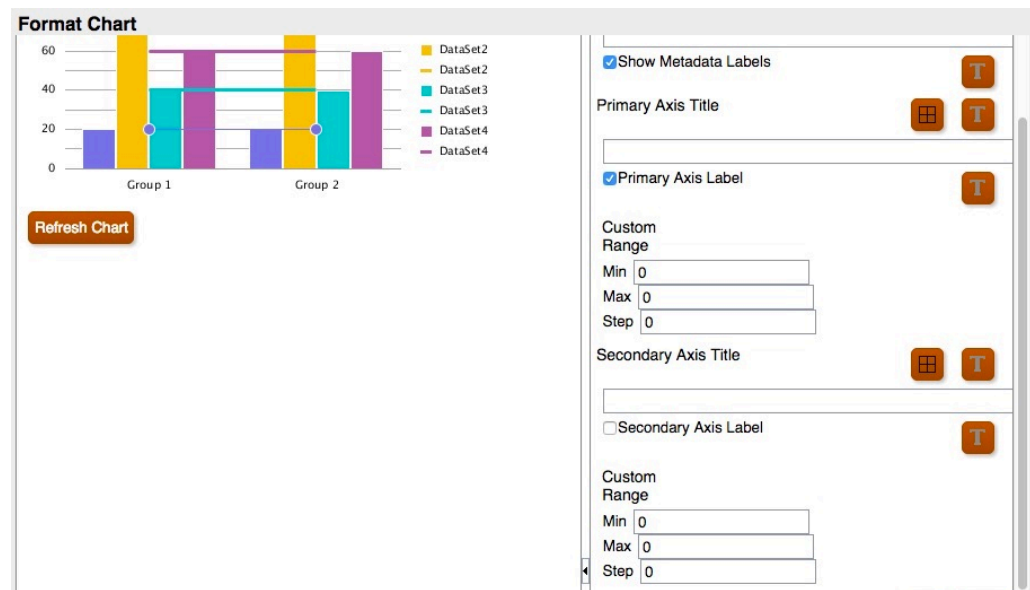 Format Chart
60
40
20
0
Group 1
Group 2
DataSet2
DataSet2
DataSet3
DataSet3
DataSet4
DataSet4
Refresh Chart
Show Metadata Labels
T
Primary Axis Title
T
Primary Axis Label
T
Custom
Range
Min 0
Max 0
Step 0
Secondary Axis Title
T
Secondary Axis Label
T
Custom
Range
Min 0
Max 0
Step 0